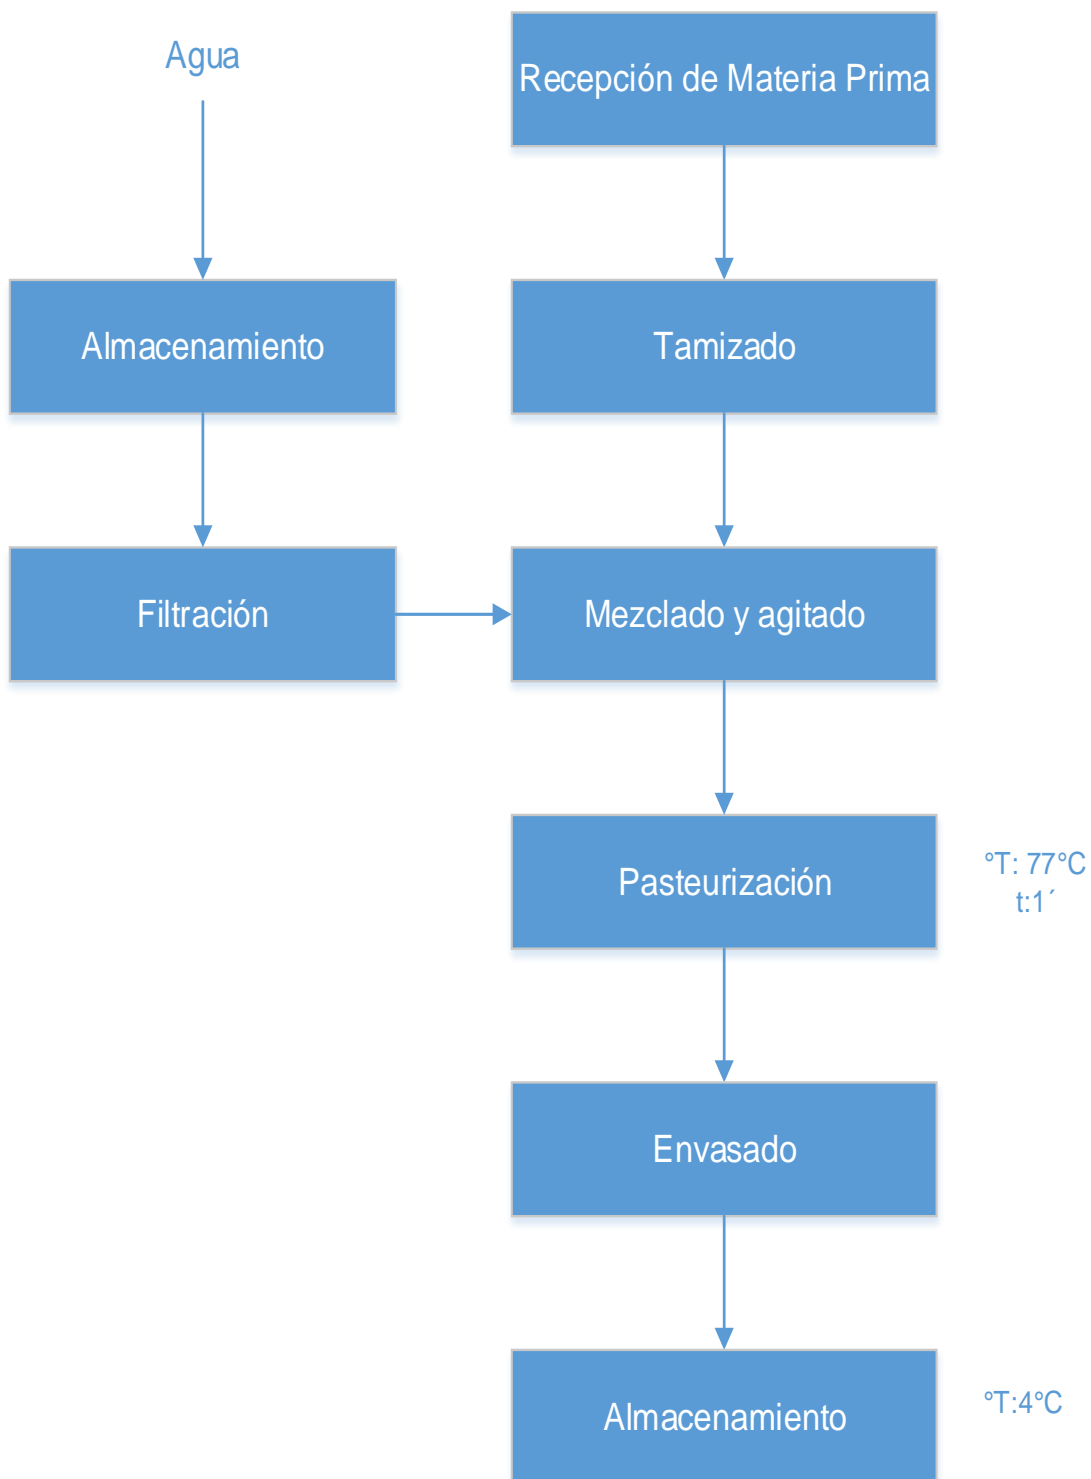 Agua
Recepción de Materia Prima
Almacenamiento
Tamizado
Filtración
Mezclado y agitado
Pasteurización
°T: 77°C
t:1´
Envasado
Almacenamiento
°T:4°C